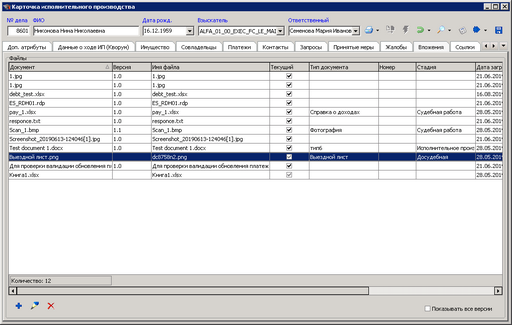 Карточка исполнительного производства
№ дела ФИО Дата рожд. Взыскатель Ответственный
8601 Никонова Нина Николаевна 16.12.1959 ALFA_01_00_EXEC_FC_LE_MAI Семенова Мария Иванов
Доп. атрибуты Данные о ходе ИП (Кворум) Имущество Совладельцы Платежи Контакты Запросы Принятые меры Жалобы Вложения Ссылки
Файлы
Документ Версия Имя файла Текущий Тип документа Номер Стадия Дата загр
1.jpg 1.0 1.jpg 21.06.201
1.jpg 1.0 1.jpg 21.06.201
debt_test.xlsx 1.0 debt_test.xlsx 16.08.201
ES_RDH01.rdp 1.0 ES_RDH01.rdp 21.06.201
pay_1.xlsx 1.0 pay_1.xlsx Справка о доходах Судебная работа 28.05.201
responce.txt 1.0 responce.txt 21.06.201
Scan_1.bmp 1.1 Scan_1.bmp Фотография Судебная работа 28.05.201
Screenshot_20190613-124046[1].jpg 1.0 Screenshot_20190613-124046[1].jpg 21.06.201
Test document 1.docx 1.0 Test document 1.docx тип6 Исполнительное прои 28.05.201
Выездной лист.png dc8758n2.png Выездной лист Досудебная 28.05.201
Для проверки валидации обновления пл 1.0 Для проверки валидации обновления платеж 21.06.201
Книга1.xlsx Книга1.xlsx 28.05.201
Количество: 12
Показывать все версии